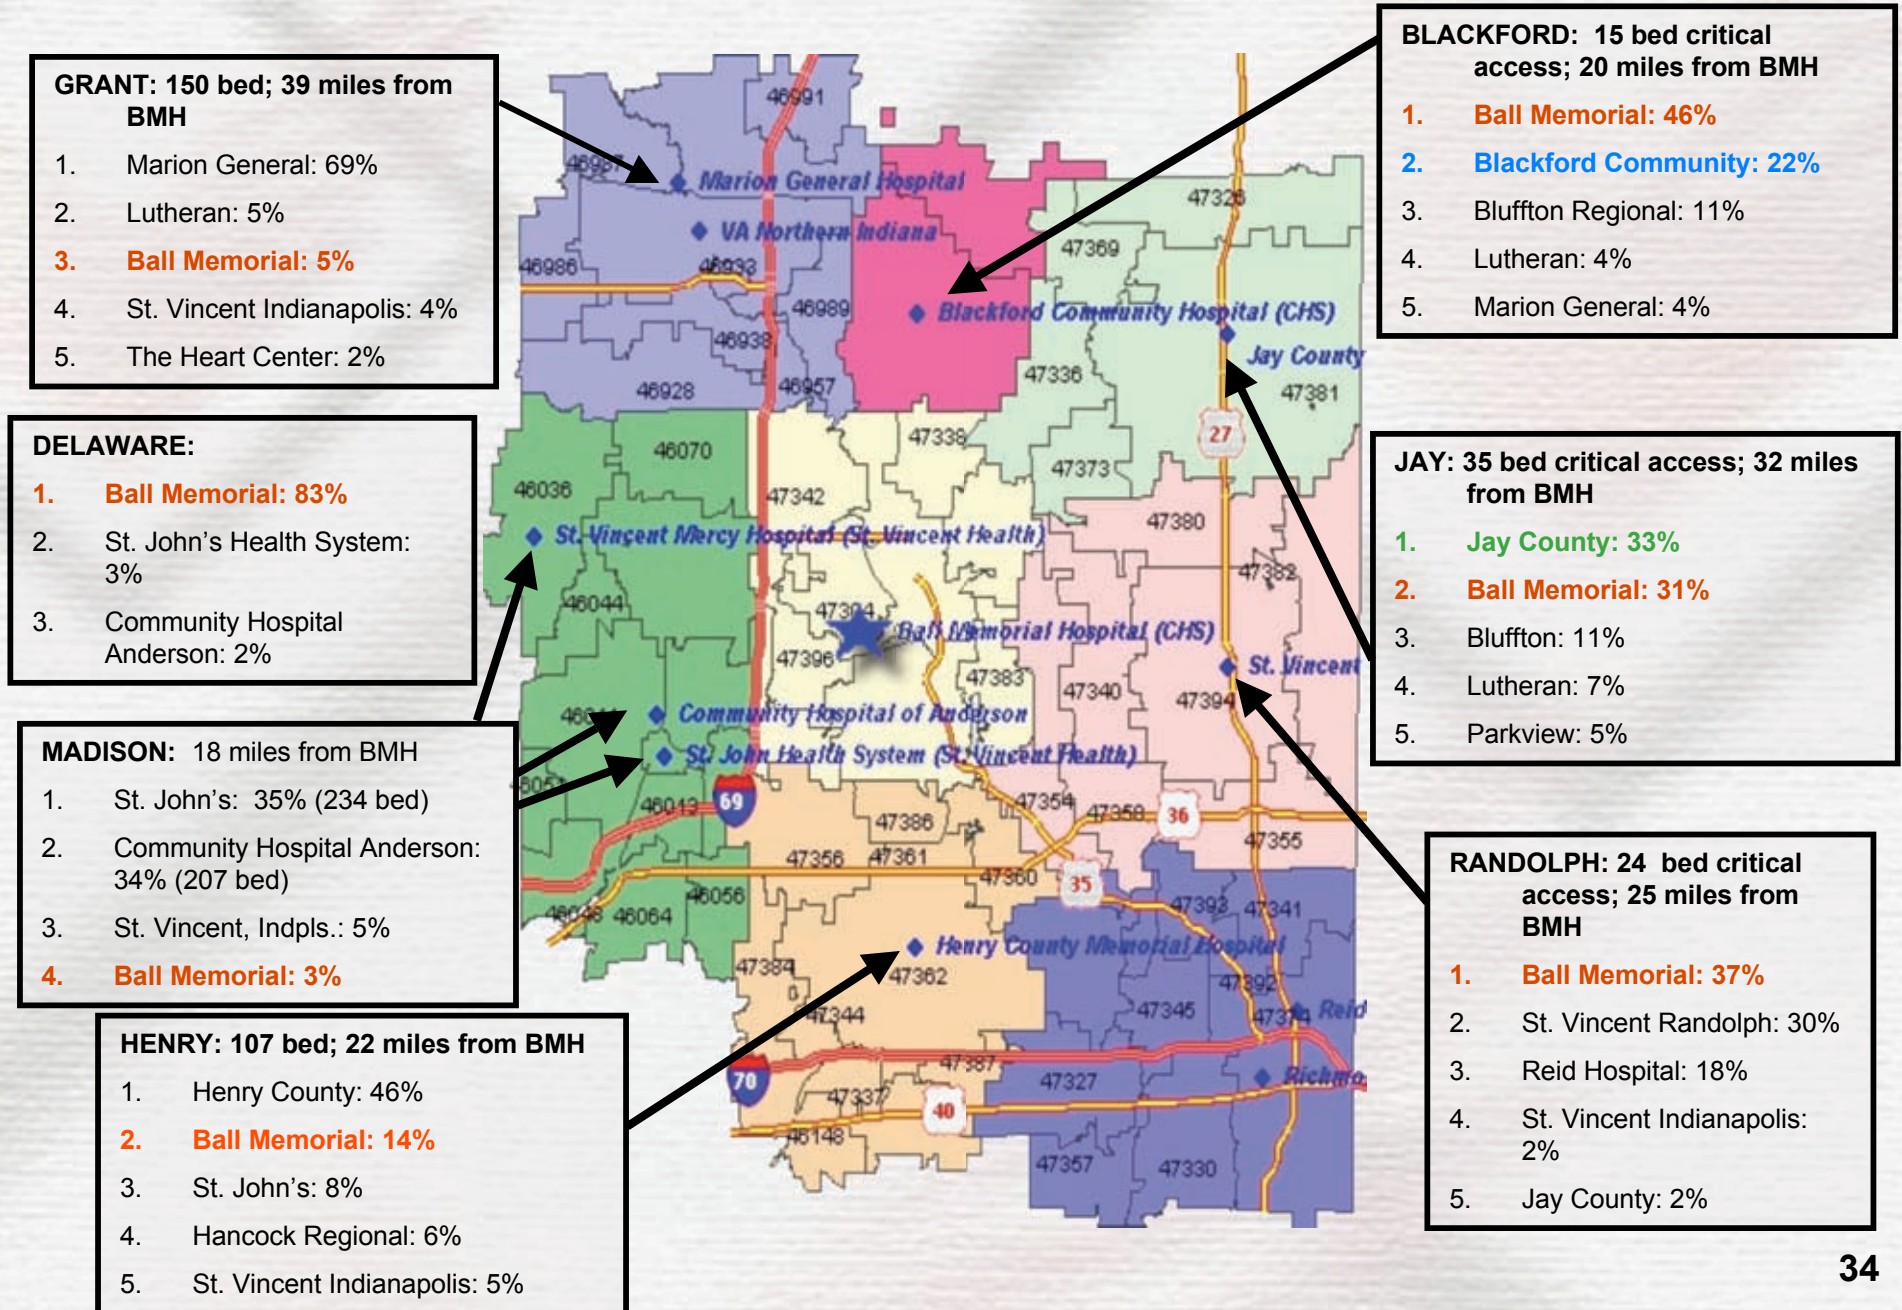 GRANT: 150 bed; 39 miles from
BMH
1. Marion General: 69%
2. Lutheran: 5%
3. Ball Memorial: 5%
4. St. Vincent Indianapolis: 4%
5. The Heart Center: 2%
DELAWARE:
1. Ball Memorial: 83%
2. St. John’s Health System:
3%
3. Community Hospital
Anderson: 2%
MADISON: 18 miles from BMH
1. St. John’s: 35% (234 bed)
2. Community Hospital Anderson:
34% (207 bed)
3. St. Vincent, Indpls.: 5%
4. Ball Memorial: 3%
HENRY: 107 bed; 22 miles from BMH
1. Henry County: 46%
2. Ball Memorial: 14%
3. St. John’s: 8%
4. Hancock Regional: 6%
5. St. Vincent Indianapolis: 5%
46991
46987
Marion General Hospital
47326
VA Northern Indiana
47369
46986
46933
46989
Blackford Community Hospital (CHS)
46938
Jay County
47336
46928
46957
47381
27
47338
46070
47373
46036
47342
47380
St. Vincent Mercy Hospital (St. Vincent Health)
47382
46044
47304
Ball Memorial Hospital (CHS)
47396
St. Vincent
47383
47340
47394
Community Hospital of Anderson
St. John Health System (St. Vincent Health)
69
46013
47354
47358
36
47386
47355
47356
47361
47360
35
46056
46048
46064
47393
47341
Henry County Memorial Hospital
47384
47362
47392
47344
47345
47374
Reid
47387
70
47327
Richmo
47337
40
46148
47357
47330
BLACKFORD: 15 bed critical
access; 20 miles from BMH
1. Ball Memorial: 46%
2. Blackford Community: 22%
3. Bluffton Regional: 11%
4. Lutheran: 4%
5. Marion General: 4%
JAY: 35 bed critical access; 32 miles
from BMH
1. Jay County: 33%
2. Ball Memorial: 31%
3. Bluffton: 11%
4. Lutheran: 7%
5. Parkview: 5%
RANDOLPH: 24 bed critical
access; 25 miles from
BMH
1. Ball Memorial: 37%
2. St. Vincent Randolph: 30%
3. Reid Hospital: 18%
4. St. Vincent Indianapolis:
2%
5. Jay County: 2%
34